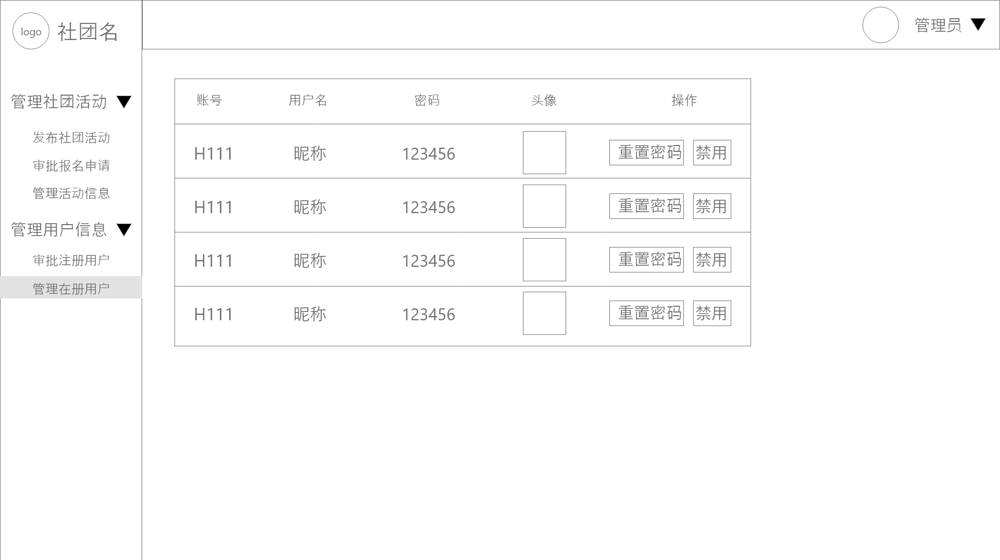 logo 社团名
管理员
管理社团活动
发布社团活动
审批报名申请
管理活动信息
管理用户信息
审批注册用户
管理在册用户
账号 用户名 密码 头像 操作
H111 昵称 123456 重置密码 禁用
H111 昵称 123456 重置密码 禁用
H111 昵称 123456 重置密码 禁用
H111 昵称 123456 重置密码 禁用